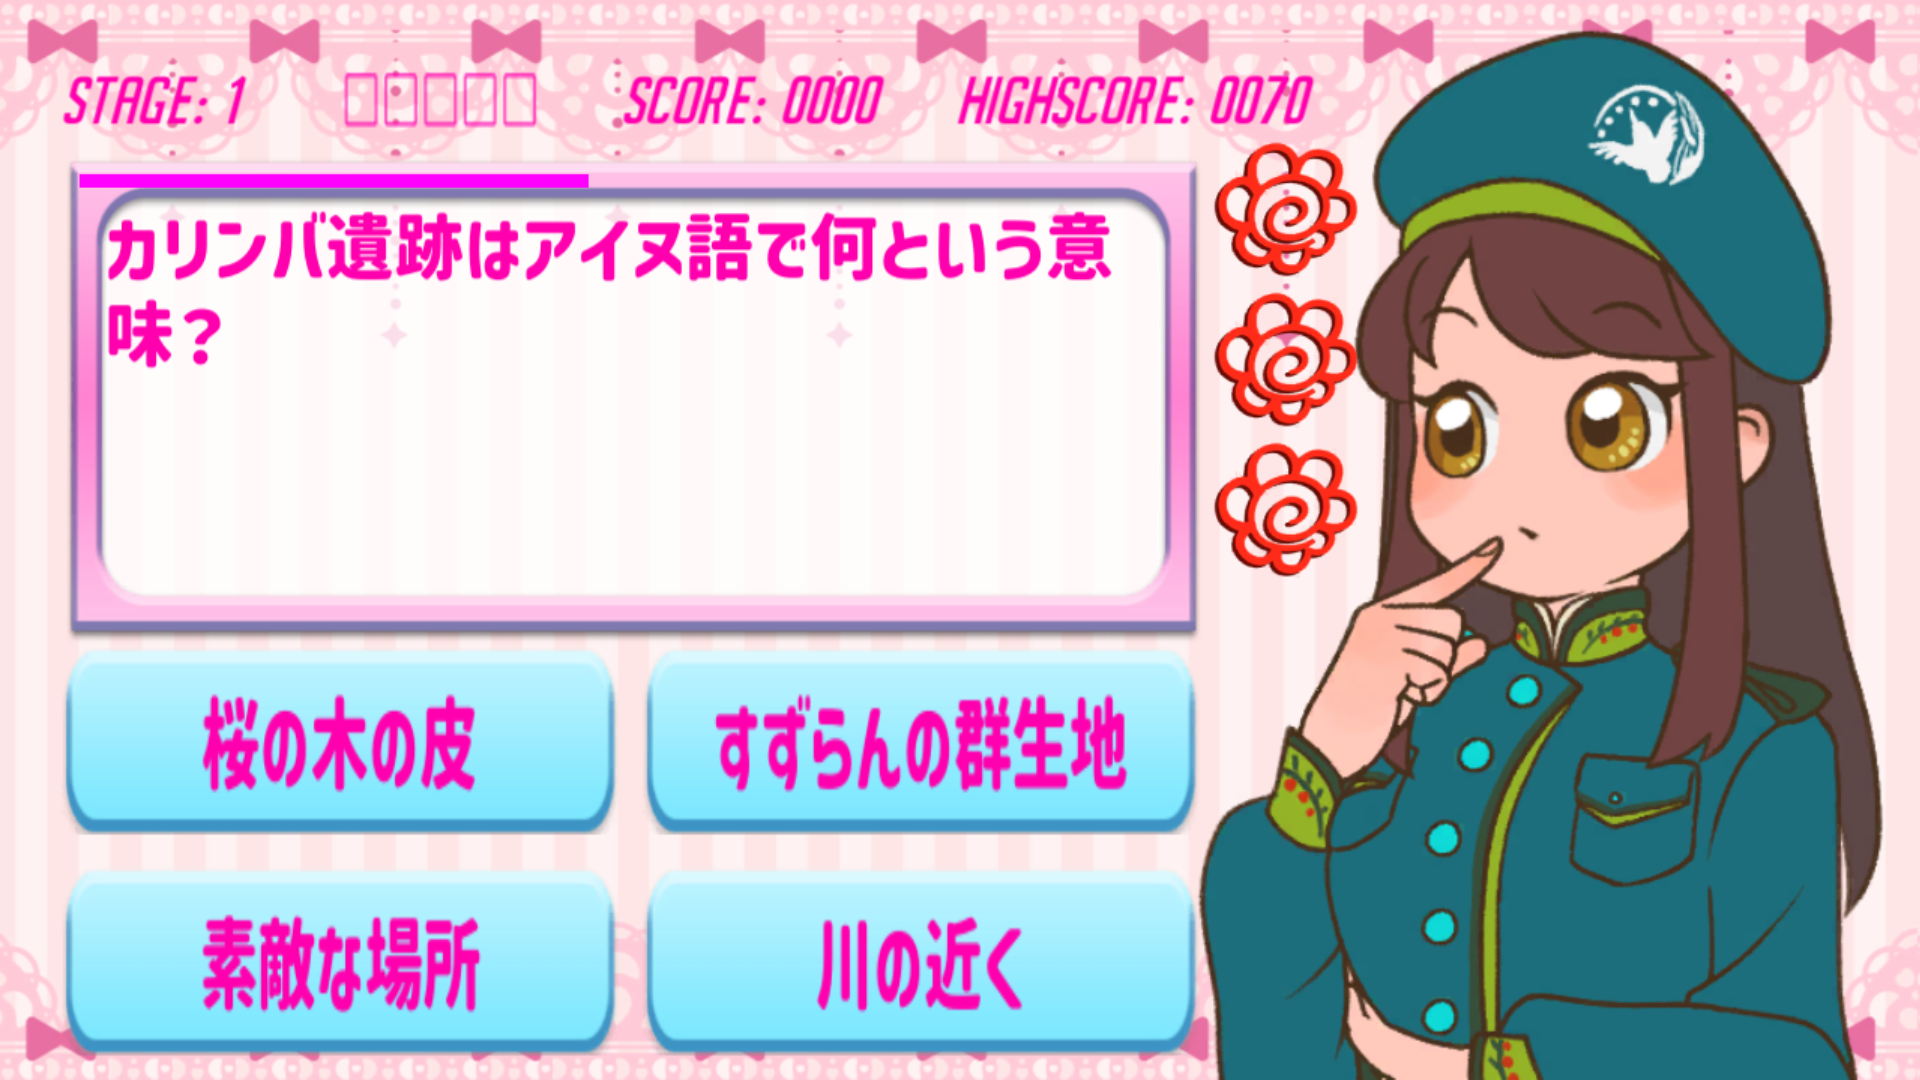 STAGE: 1 □□□□□ SCORE: 0000 HIGHSCORE: 0070
カリンバ遺跡はアイヌ語で何という意
味？
桜の木の皮
すずらんの群生地
素敵な場所
川の近く